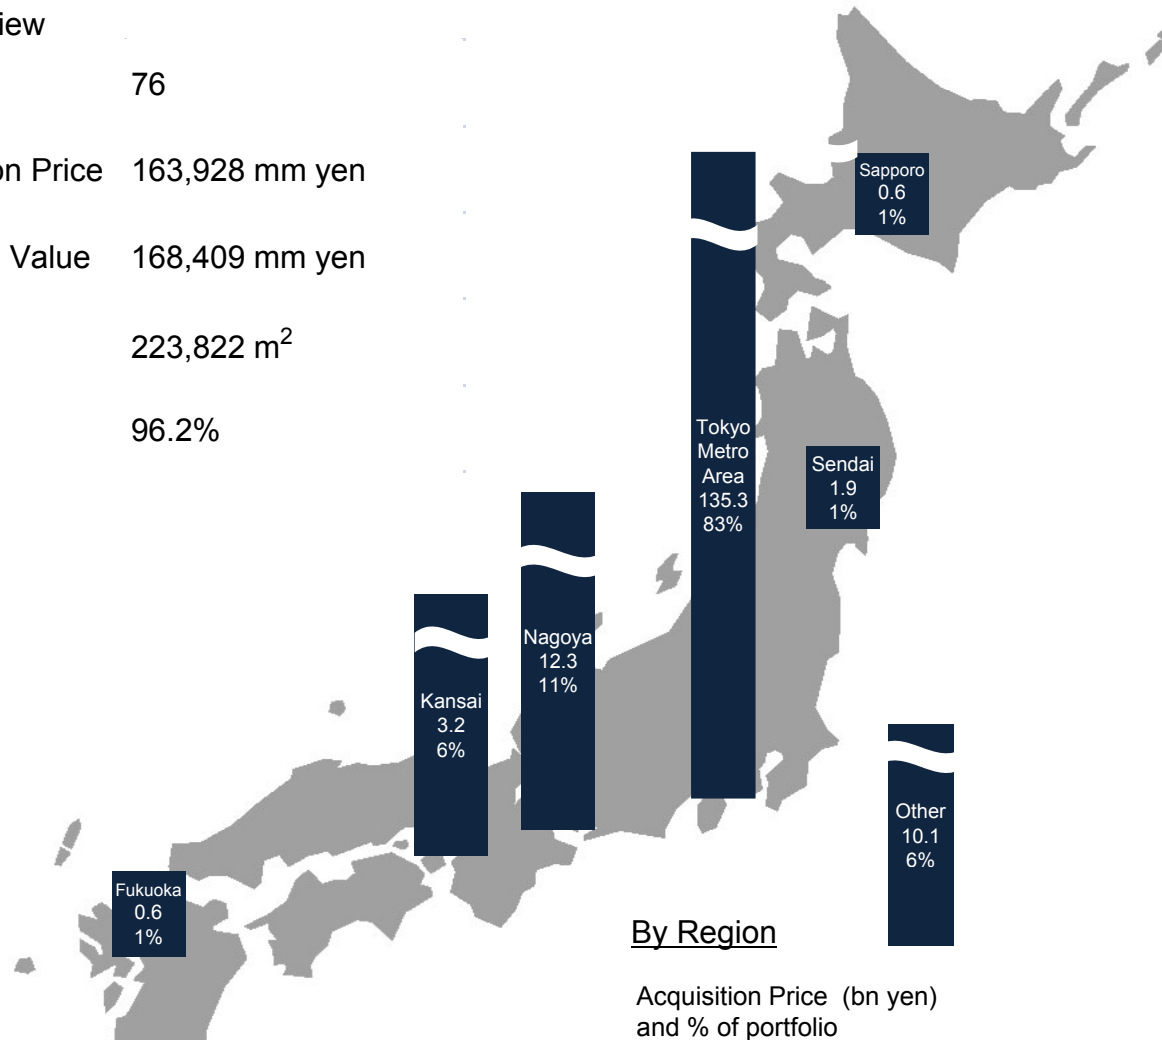 iew
76
on Price 163,928 mm yen
Value 168,409 mm yen
223,822 m²
96.2%
Sapporo
0.6
1%
Tokyo
Metro
Area
135.3
83%
Sendai
1.9
1%
Nagoya
12.3
11%
Kansai
3.2
6%
Other
10.1
6%
Fukuoka
0.6
1%
By Region
Acquisition Price (bn yen)
and % of portfolio